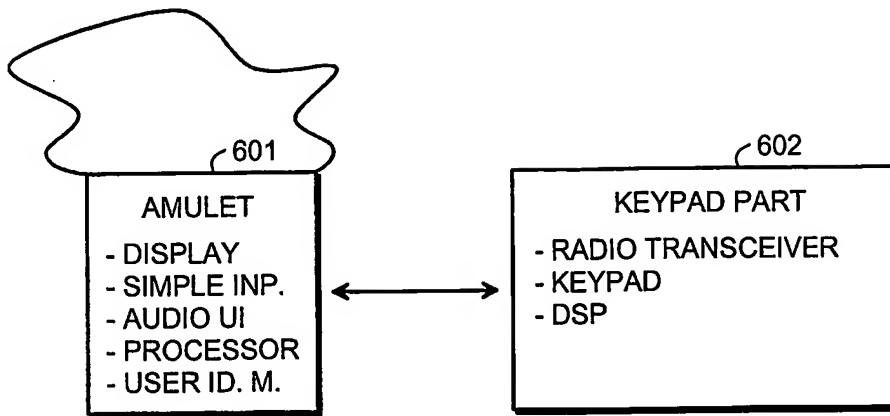 601
AMULET
- DISPLAY
- SIMPLE INP.
- AUDIO UI
- PROCESSOR
- USER ID. M.
602
KEYPAD PART
- RADIO TRANSCEIVER
- KEYPAD
- DSP